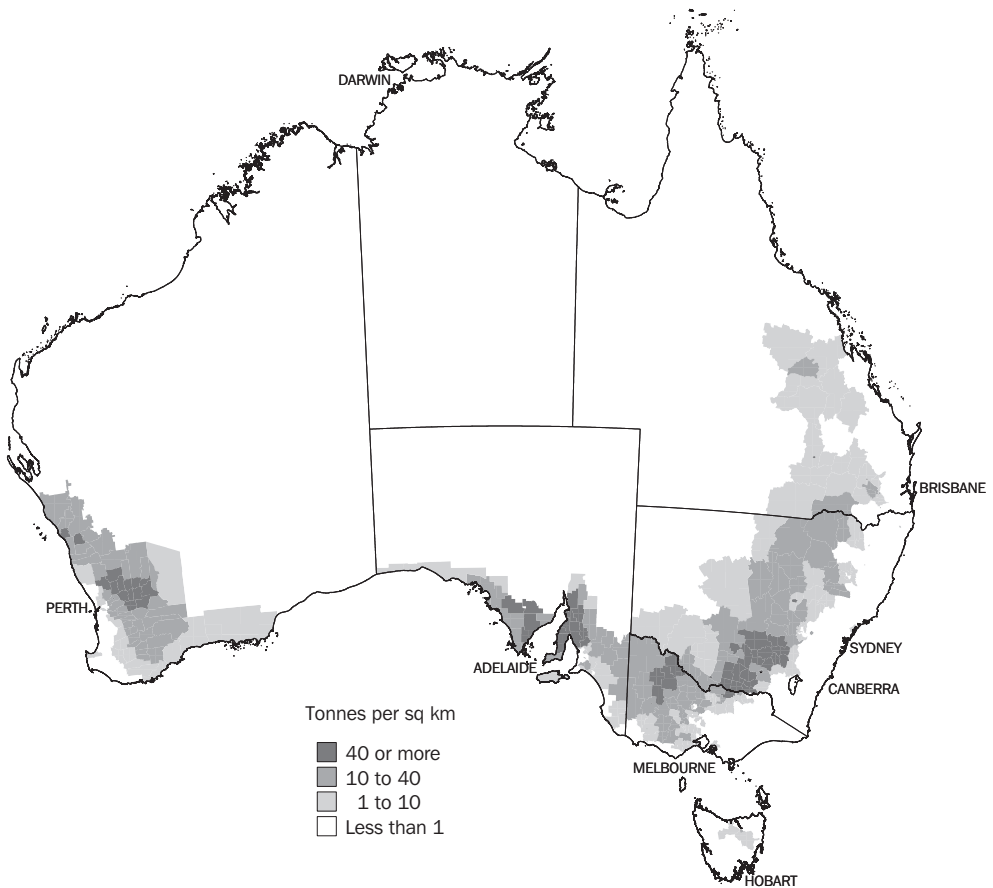 DARWIN
BRISBANE
PERTH
SYDNEY
ADELAIDE
CANBERRA
Tonnes per sq km
40 or more
10 to 40
1 to 10
Less than 1
MELBOURNE
HOBART